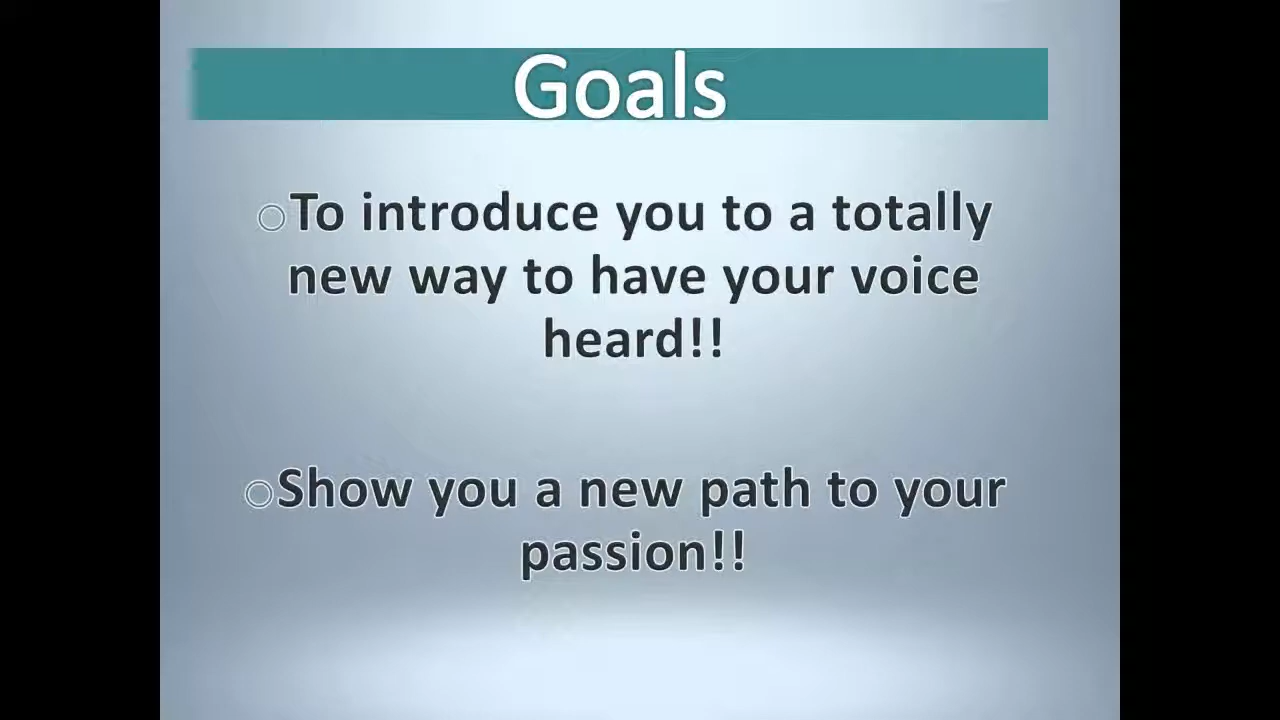 Goals
○To introduce you to a totally
new way to have your voice
heard!!
○Show you a new path to your
passion!!